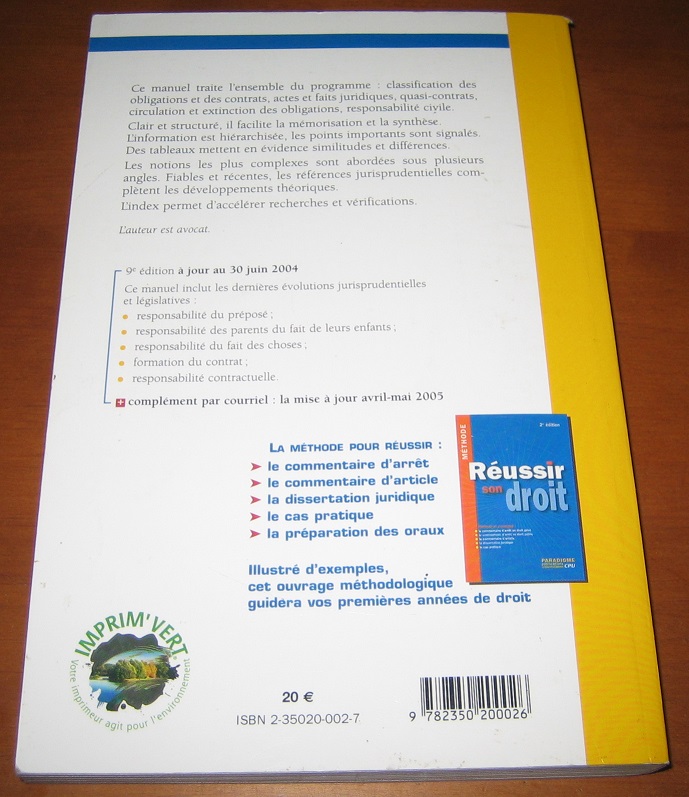 Ce manuel traite l'ensemble du programme : classification des
obligations et des contrats, actes et faits juridiques, quasi-contrats,
circulation et extinction des obligations, responsabilité civile.
Clair et structuré, il facilite la mémorisation et la synthèse.
L'information est hiérarchisée, les points importants sont signalés.
Des tableaux mettent en évidence similitudes et différences.
Les notions les plus complexes sont abordées sous plusieurs
angles. Fiables et récentes, les références jurisprudentielles com-
plètent les développements théoriques.
L'index permet d'accélérer recherches et vérifications.
L'auteur est avocat.
9e édition à jour au 30 juin 2004
Ce manuel inclut les dernières évolutions jurisprudentielles
et législatives :
• responsabilité du préposé ;
• responsabilité des parents du fait de leurs enfants ;
• responsabilité du fait des choses ;
• formation du contrat ;
• responsabilité contractuelle.
+ complément par courriel : la mise à jour avril-mai 2005
LA MÉTHODE POUR RÉUSSIR :
➤ le commentaire d'arrêt
➤ le commentaire d'article
➤ la dissertation juridique
➤ le cas pratique
➤ la préparation des oraux
Illustré d'exemples,
cet ouvrage méthodologique
guidera vos premières années de droit
MÉTHODE
édition
Réussir
son droit
PARADIGME
CPU
IMPRIM'VERT®
Votre imprimeur agit pour l'environnement
20 €
ISBN 2-35020-002-7
9 782350 200026